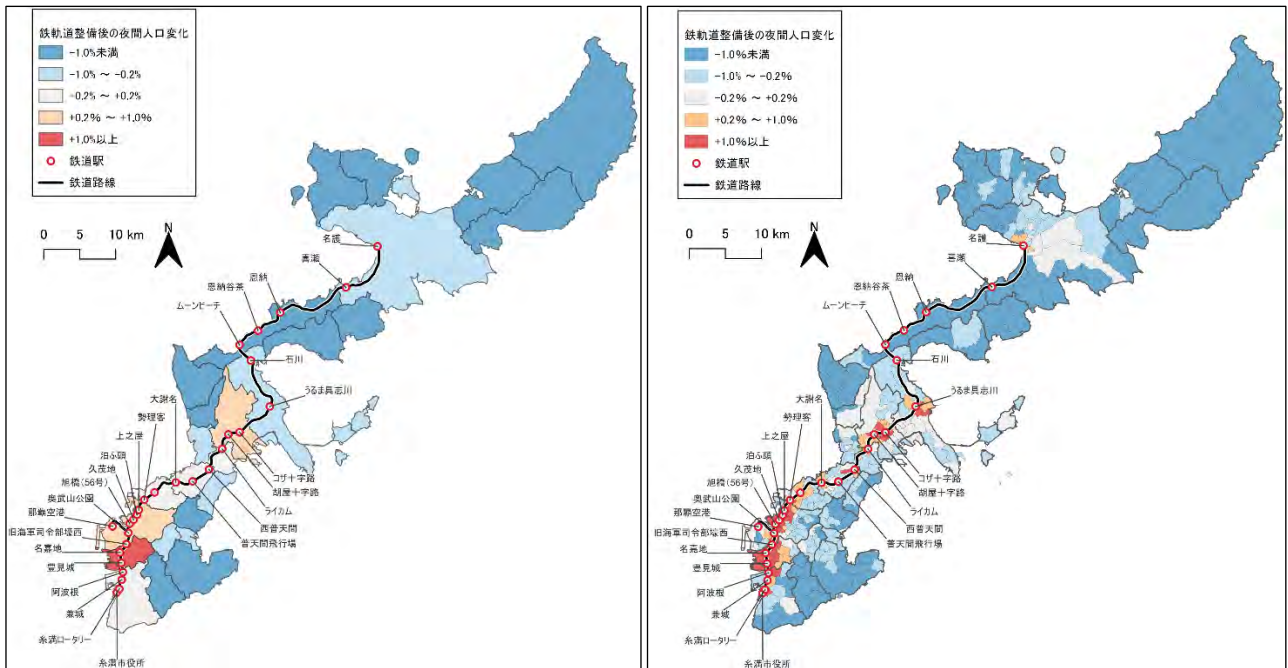 鉄軌道整備後の夜間人口変化
-1.0%未満
-1.0% ～ -0.2%
+0.2% ～ +0.2%
+0.2% ～ +1.0%
+1.0%以上
鉄道駅
鉄道路線
0 5 10 km
N
名護
喜瀬
恩納
恩納谷茶
ムーンビーチ
石川
うるま具志川
大謝名
勢理客
上之屋
泊ふ頭
久茂地
旭橋(56号)
奥武山公園
那覇空港
旧海軍司令部壕西
名嘉地
豊見城
阿波根
兼城
糸満ロータリー
糸満市役所
コザ十字路
胡屋十字路
ライカム
西普天間
普天間飛行場
鉄軌道整備後の夜間人口変化
-1.0%未満
-1.0% ～ -0.2%
-0.2% ～ +0.2%
+0.2% ～ +1.0%
+1.0%以上
鉄道駅
鉄道路線
0 5 10 km
N
名護
喜瀬
恩納
恩納谷茶
ムーンビーチ
石川
うるま具志川
大謝名
勢理客
上之屋
泊ふ頭
久茂地
旭橋(56号)
奥武山公園
那覇空港
旧海軍司令部壕西
名嘉地
豊見城
阿波根
兼城
糸満ロータリー
糸満市役所
コザ十字路
胡屋十字路
ライカム
西普天間
普天間飛行場